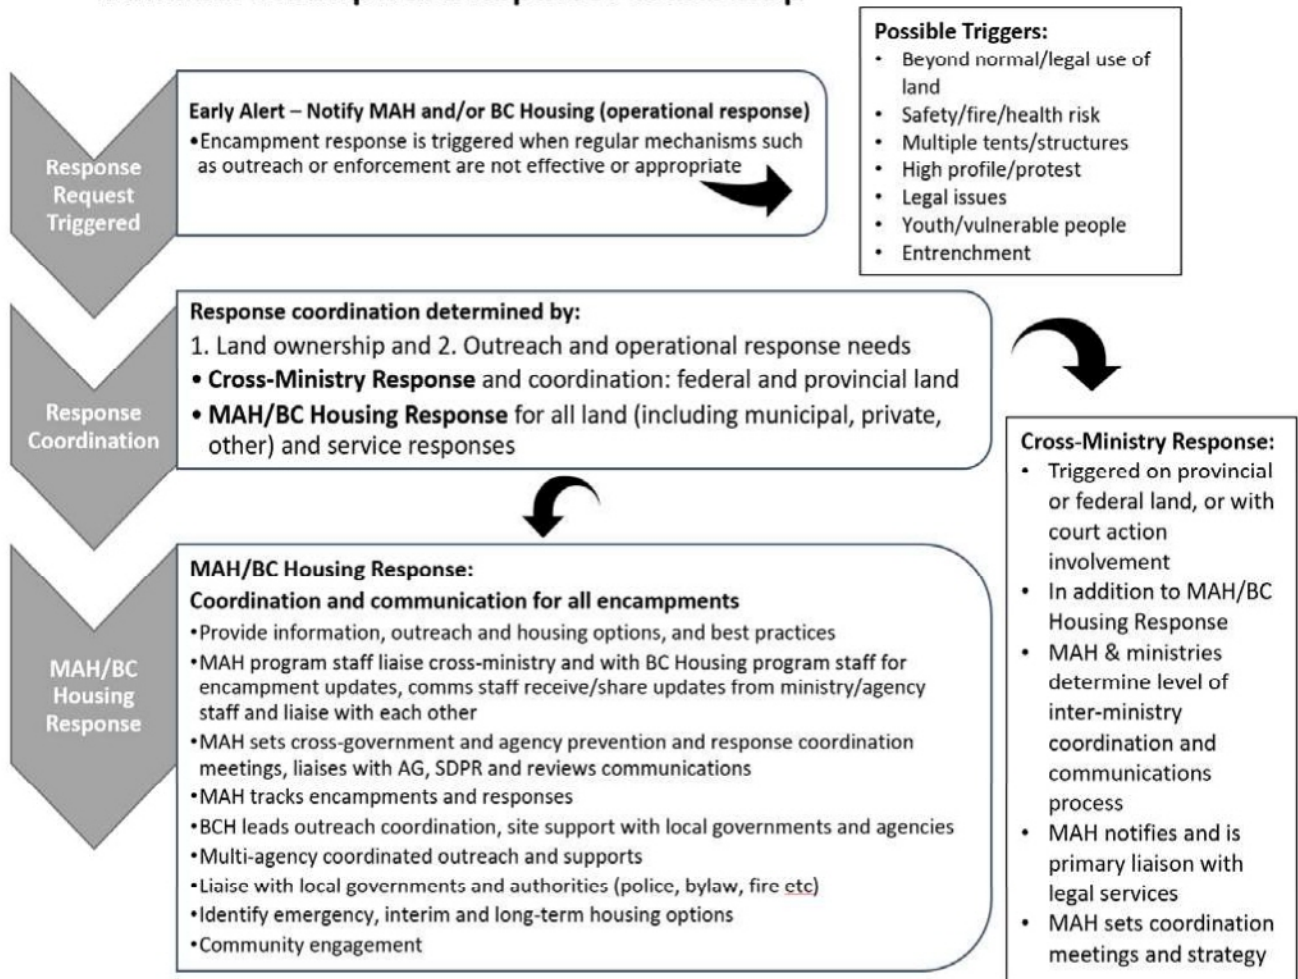 Possible Triggers:
• Beyond normal/legal use of
land
• Safety/fire/health risk
• Multiple tents/structures
• High profile/protest
• Legal issues
• Youth/vulnerable people
• Entrenchment
Response
Request
Triggered
Early Alert – Notify MAH and/or BC Housing (operational response)
•Encampment response is triggered when regular mechanisms such
as outreach or enforcement are not effective or appropriate
Response
Coordination
Response coordination determined by:
1. Land ownership and 2. Outreach and operational response needs
• Cross-Ministry Response and coordination: federal and provincial land
• MAH/BC Housing Response for all land (including municipal, private,
other) and service responses
Cross-Ministry Response:
• Triggered on provincial
or federal land, or with
court action
involvement
• In addition to MAH/BC
Housing Response
• MAH & ministries
determine level of
inter-ministry
coordination and
communications
process
• MAH notifies and is
primary liaison with
legal services
• MAH sets coordination
meetings and strategy
MAH/BC
Housing
Response
MAH/BC Housing Response:
Coordination and communication for all encampments
•Provide information, outreach and housing options, and best practices
•MAH program staff liaise cross-ministry and with BC Housing program staff for
encampment updates, comms staff receive/share updates from ministry/agency
staff and liaise with each other
•MAH sets cross-government and agency prevention and response coordination
meetings, liaises with AG, SDPR and reviews communications
•MAH tracks encampments and responses
•BCH leads outreach coordination, site support with local governments and agencies
•Multi-agency coordinated outreach and supports
•Liaise with local governments and authorities (police, bylaw, fire etc)
•Identify emergency, interim and long-term housing options
•Community engagement